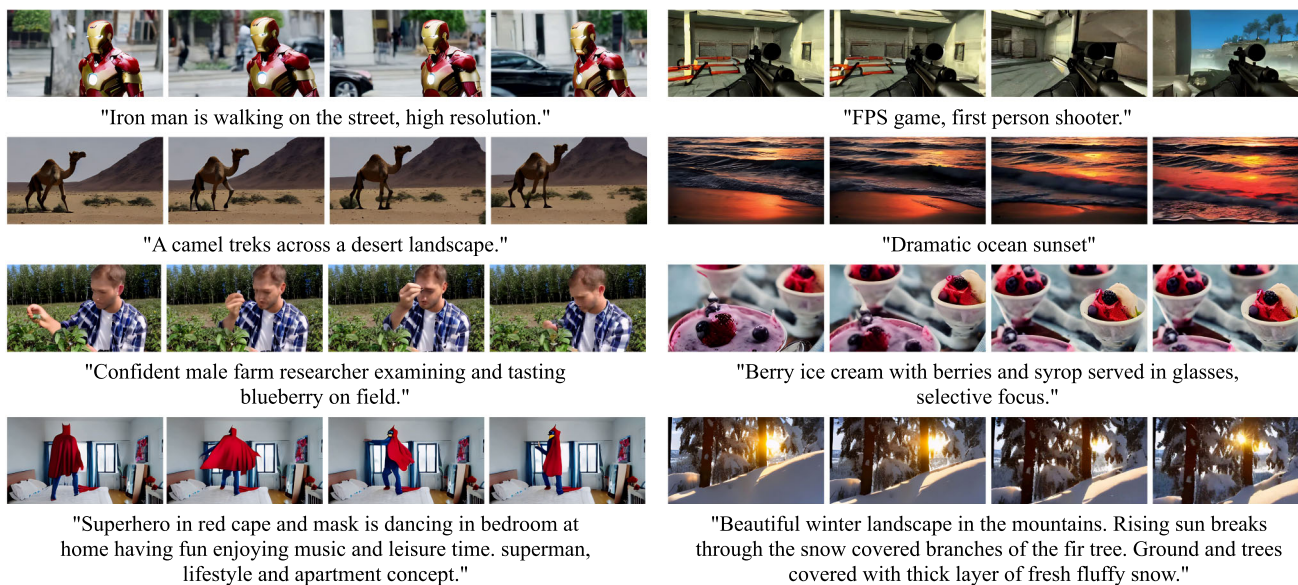 "Iron man is walking on the street, high resolution."
"FPS game, first person shooter."
"A camel treks across a desert landscape."
"Dramatic ocean sunset"
"Confident male farm researcher examining and tasting
blueberry on field."
"Berry ice cream with berries and syrop served in glasses,
selective focus."
"Superhero in red cape and mask is dancing in bedroom at
home having fun enjoying music and leisure time. superman,
lifestyle and apartment concept."
"Beautiful winter landscape in the mountains. Rising sun breaks
through the snow covered branches of the fir tree. Ground and trees
covered with thick layer of fresh fluffy snow."